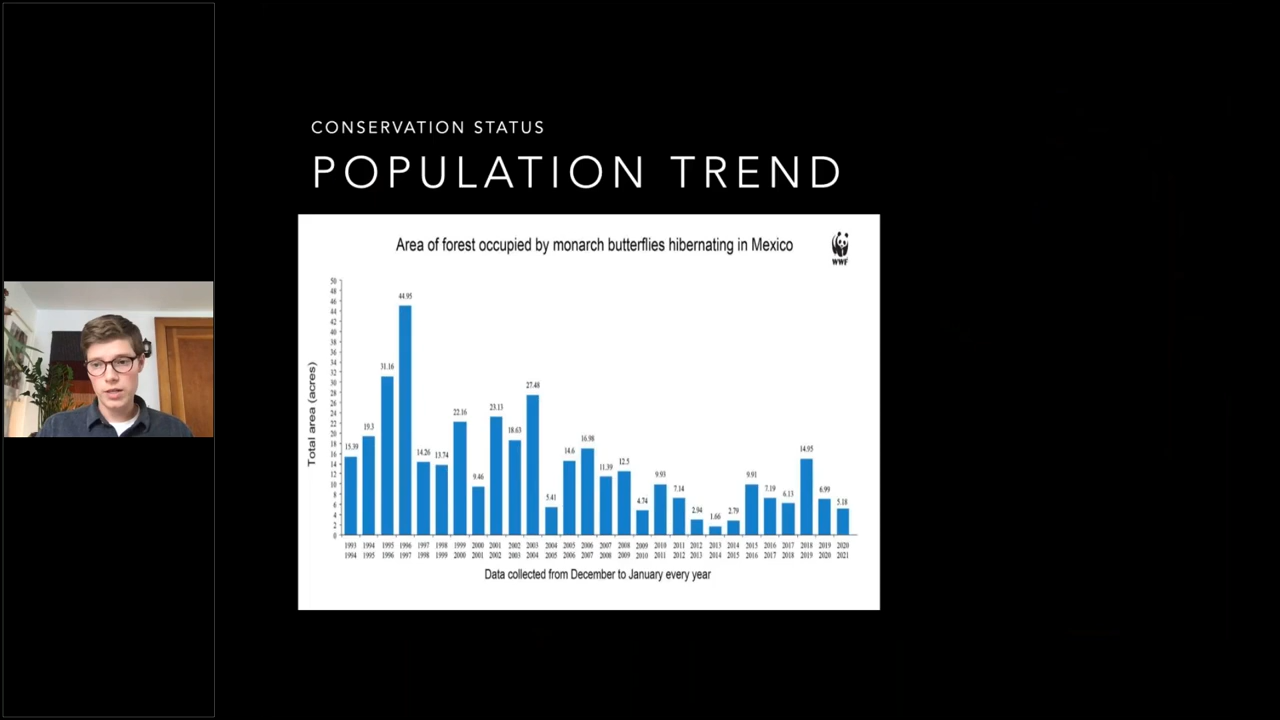 CONSERVATION STATUS
POPULATION TREND
Area of forest occupied by monarch butterflies hibernating in Mexico
WWF
Total area (acres)
50
48
46
44
42
40
38
36
34
32
30
28
26
24
22
20
18
16
14
12
10
8
6
4
2
0
15.39 19.3 31.16 44.95 14.26 13.74 22.16 9.46 23.13 18.63 27.48 5.41 14.6 16.98 11.39 12.5 4.74 9.93 7.14 2.94 1.66 2.79 9.91 7.19 6.13 14.95 6.99 5.18
1993 1994 1995 1996 1997 1998 1999 2000 2001 2002 2003 2004 2005 2006 2007 2008 2009 2010 2011 2012 2013 2014 2015 2016 2017 2018 2019 2020
1994 1995 1996 1997 1998 1999 2000 2001 2002 2003 2004 2005 2006 2007 2008 2009 2010 2011 2012 2013 2014 2015 2016 2017 2018 2019 2020 2021
Data collected from December to January every year